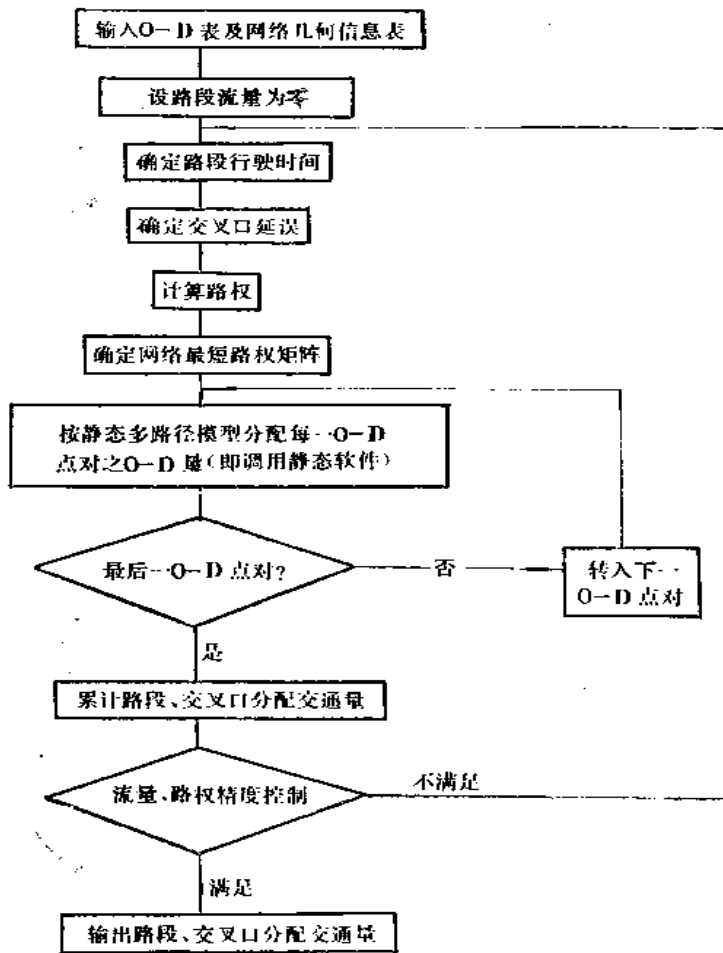 输入O-D 表及网络几何信息表
设路段流量为零
确定路段行驶时间
确定交叉口延误
计算路权
确定网络最短路权矩阵
按静态多路径模型分配每一O-D
点对之O-D 量(即调用静态软件)
最后一O-D 点对?
否
转入下一
O-D 点对
是
累计路段、交叉口分配交通量
流量、路权精度控制
不满足
满足
输出路段、交叉口分配交通量